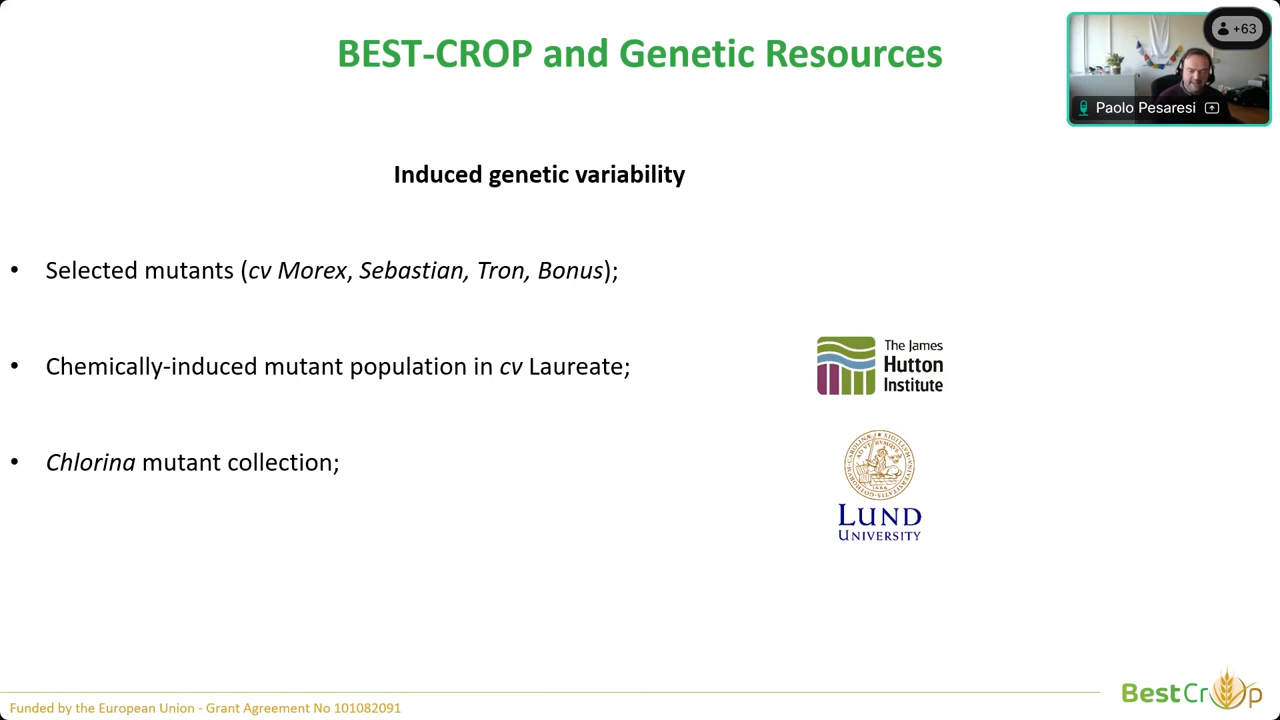 BEST-CROP and Genetic Resources
+63
Paolo Pesaresi
Induced genetic variability
• Selected mutants (cv Morex, Sebastian, Tron, Bonus);
• Chemically-induced mutant population in cv Laureate;
The James
Hutton
Institute
• Chlorina mutant collection;
LUND
UNIVERSITY
Funded by the European Union - Grant Agreement No 101082091
BestCrop